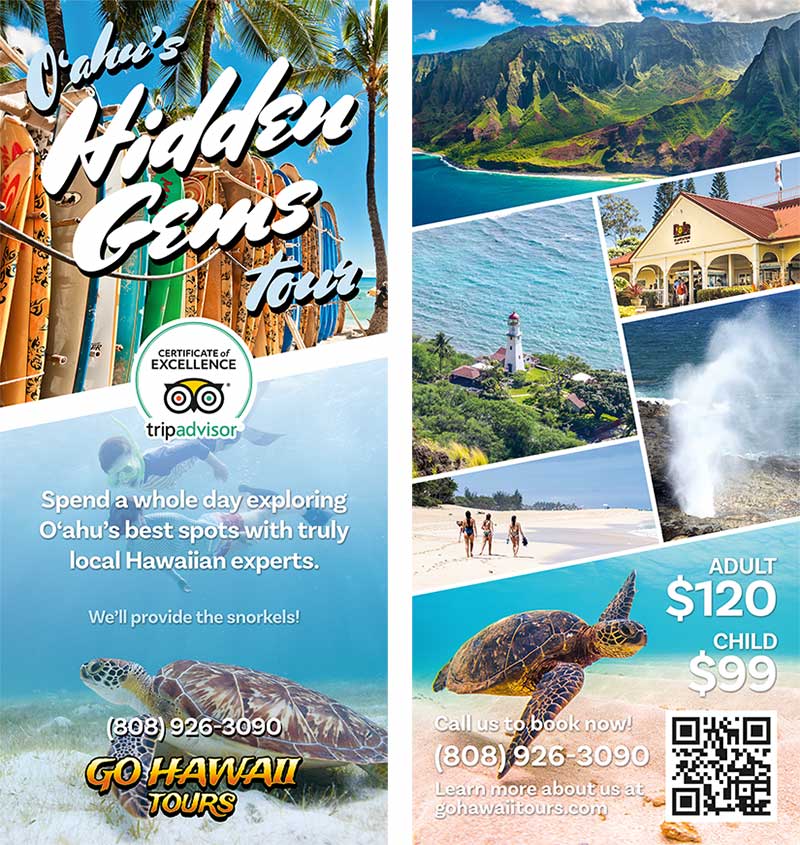 Oʻahu's
Hidden
Gems
tour
CERTIFICATE of
EXCELLENCE
tripadvisor
Spend a whole day exploring
Oʻahu's best spots with truly
local Hawaiian experts.
We'll provide the snorkels!
(808) 926-3090
GO HAWAII
TOURS
ADULT
$120
CHILD
$99
Call us to book now!
(808) 926-3090
Learn more about us at
gohawaiitours.com